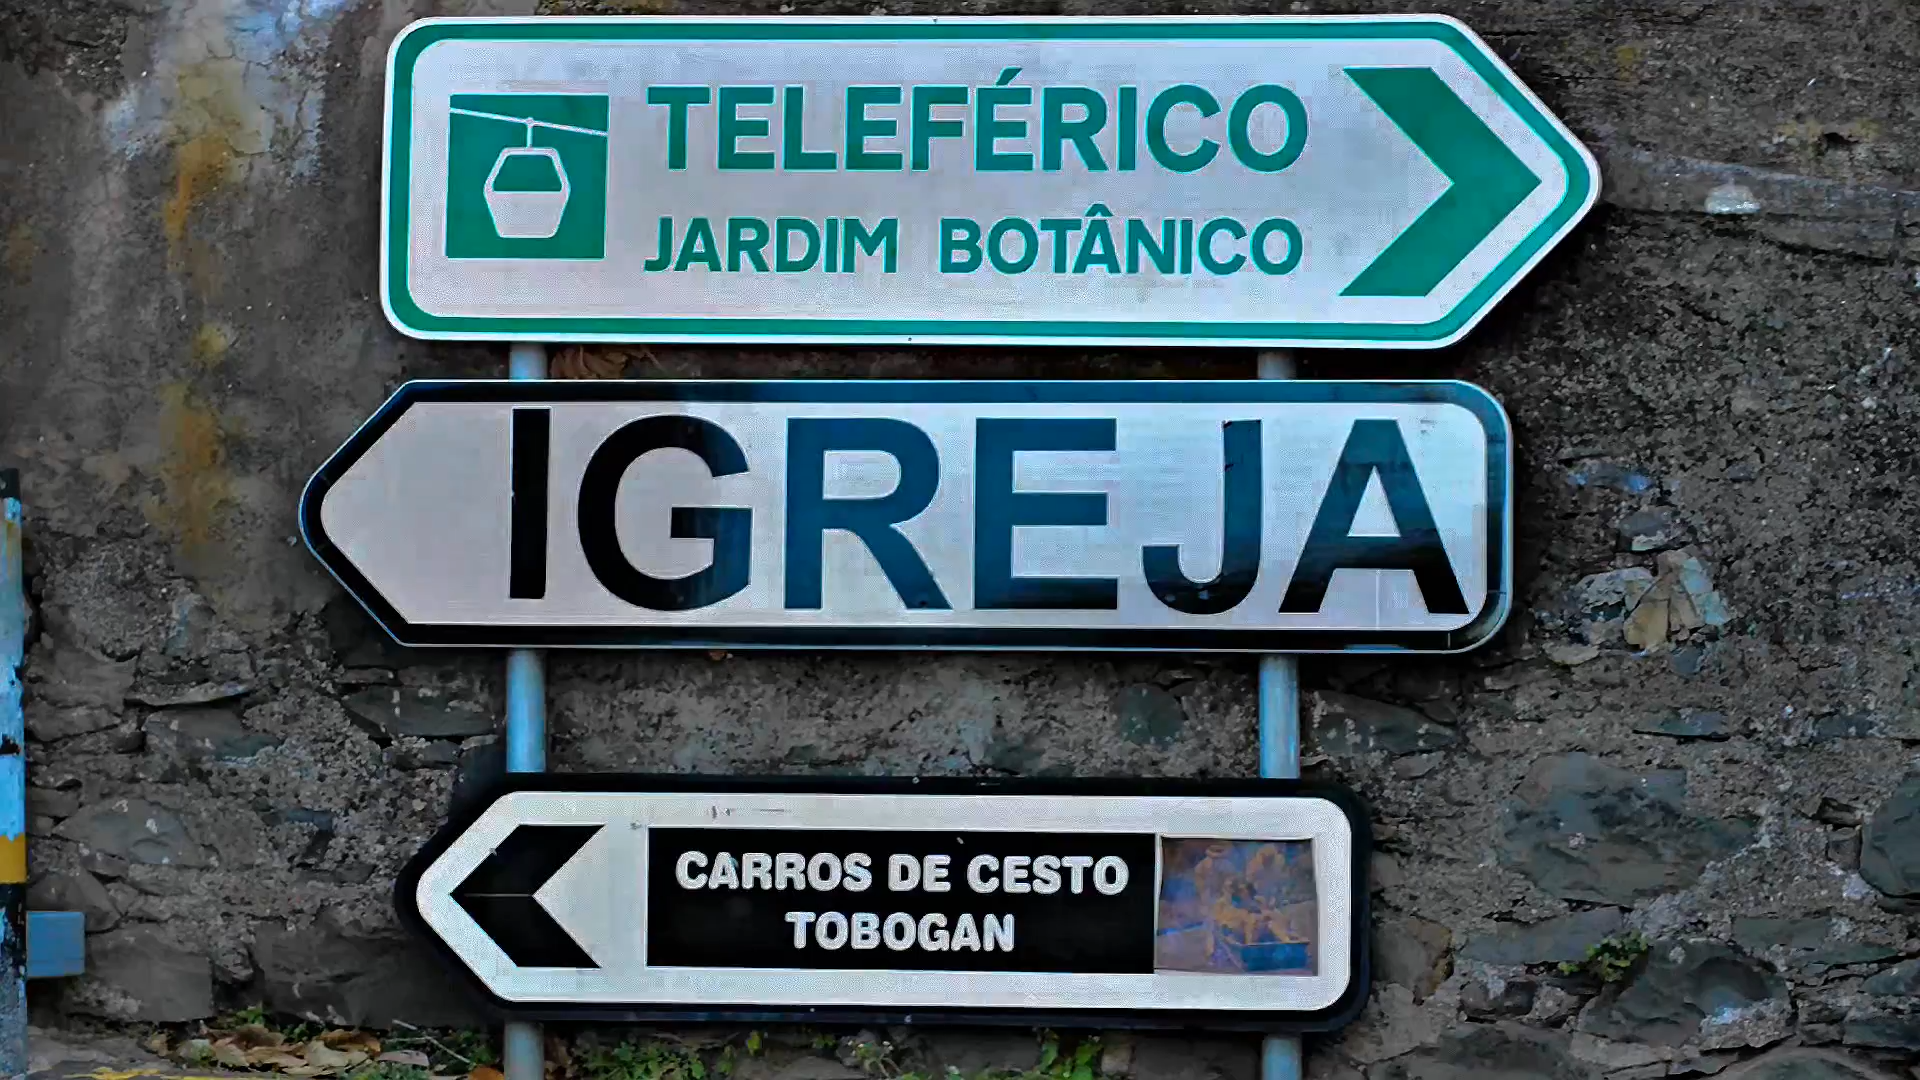 TELEFÉRICO
JARDIM BOTÂNICO
IGREJA
CARROS DE CESTO
TOBOGAN